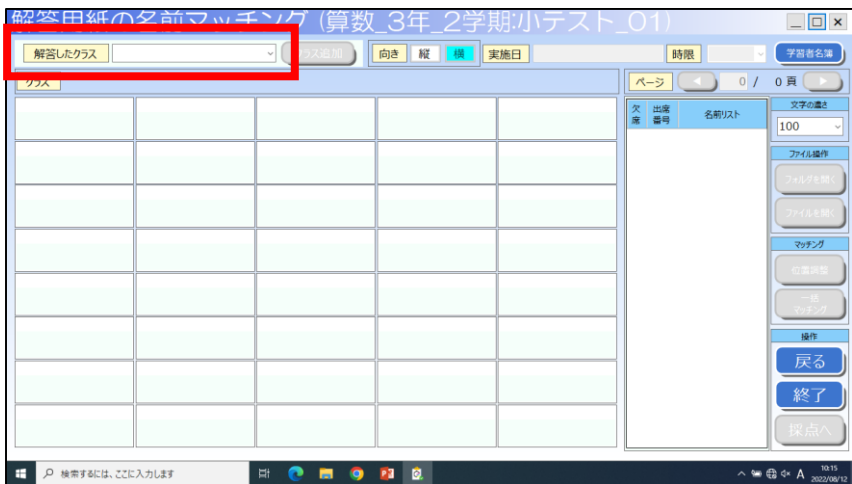 解答用紙の名前マッチング (算数_3年_2学期:小テスト_01)
解答したクラス
クラス追加
向き 縦 横
実施日
時限
学習者名簿
クラス
ページ 0 / 0 頁
欠席 出席番号 名前リスト
文字の濃さ
100
ファイル操作
フォルダを開く
ファイルを開く
マッチング
位置調整
一括
マッチング
操作
戻る
終了
採点へ
検索するには、ここに入力します
A
10:15
2022/08/12